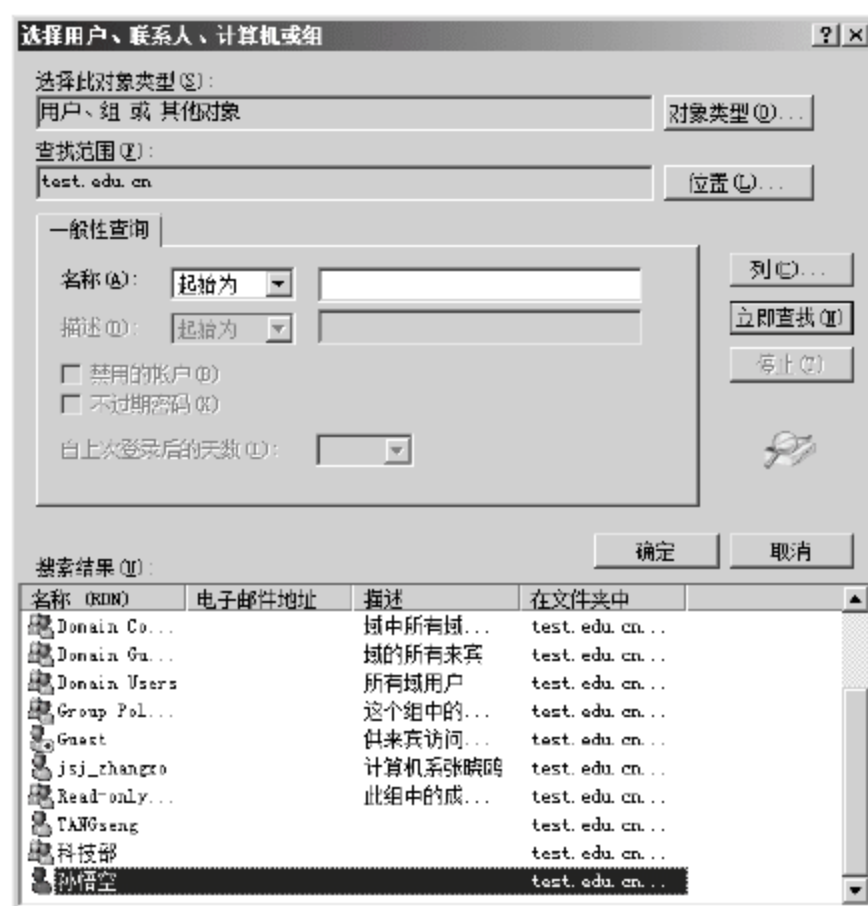 选择用户、联系人、计算机或组
选择此对象类型(S):
用户、组 或 其他对象 对象类型(O)...
查找范围(F):
test.edu.cn 位置(L)...
一般性查询
名称(A): 起始为 列(C)...
描述(D): 起始为 立即查找(N)
禁用的帐户(B) 停止(T)
不过期密码(X)
自上次登录后的天数(I):
确定 取消
搜索结果(U):
名称 (RDN) 电子邮件地址 描述 在文件夹中
Domain Co... 域中所有域... test.edu.cn...
Domain Gu... 域的所有来宾 test.edu.cn...
Domain Users 所有域用户 test.edu.cn...
Group Pol... 这个组中的... test.edu.cn...
Guest 供来宾访问... test.edu.cn...
jsj_zhangxo 计算机系张晓鸥 test.edu.cn...
Read-only... 此组中的成... test.edu.cn...
TANGseng test.edu.cn...
科技部 test.edu.cn...
孙悟空 test.edu.cn...